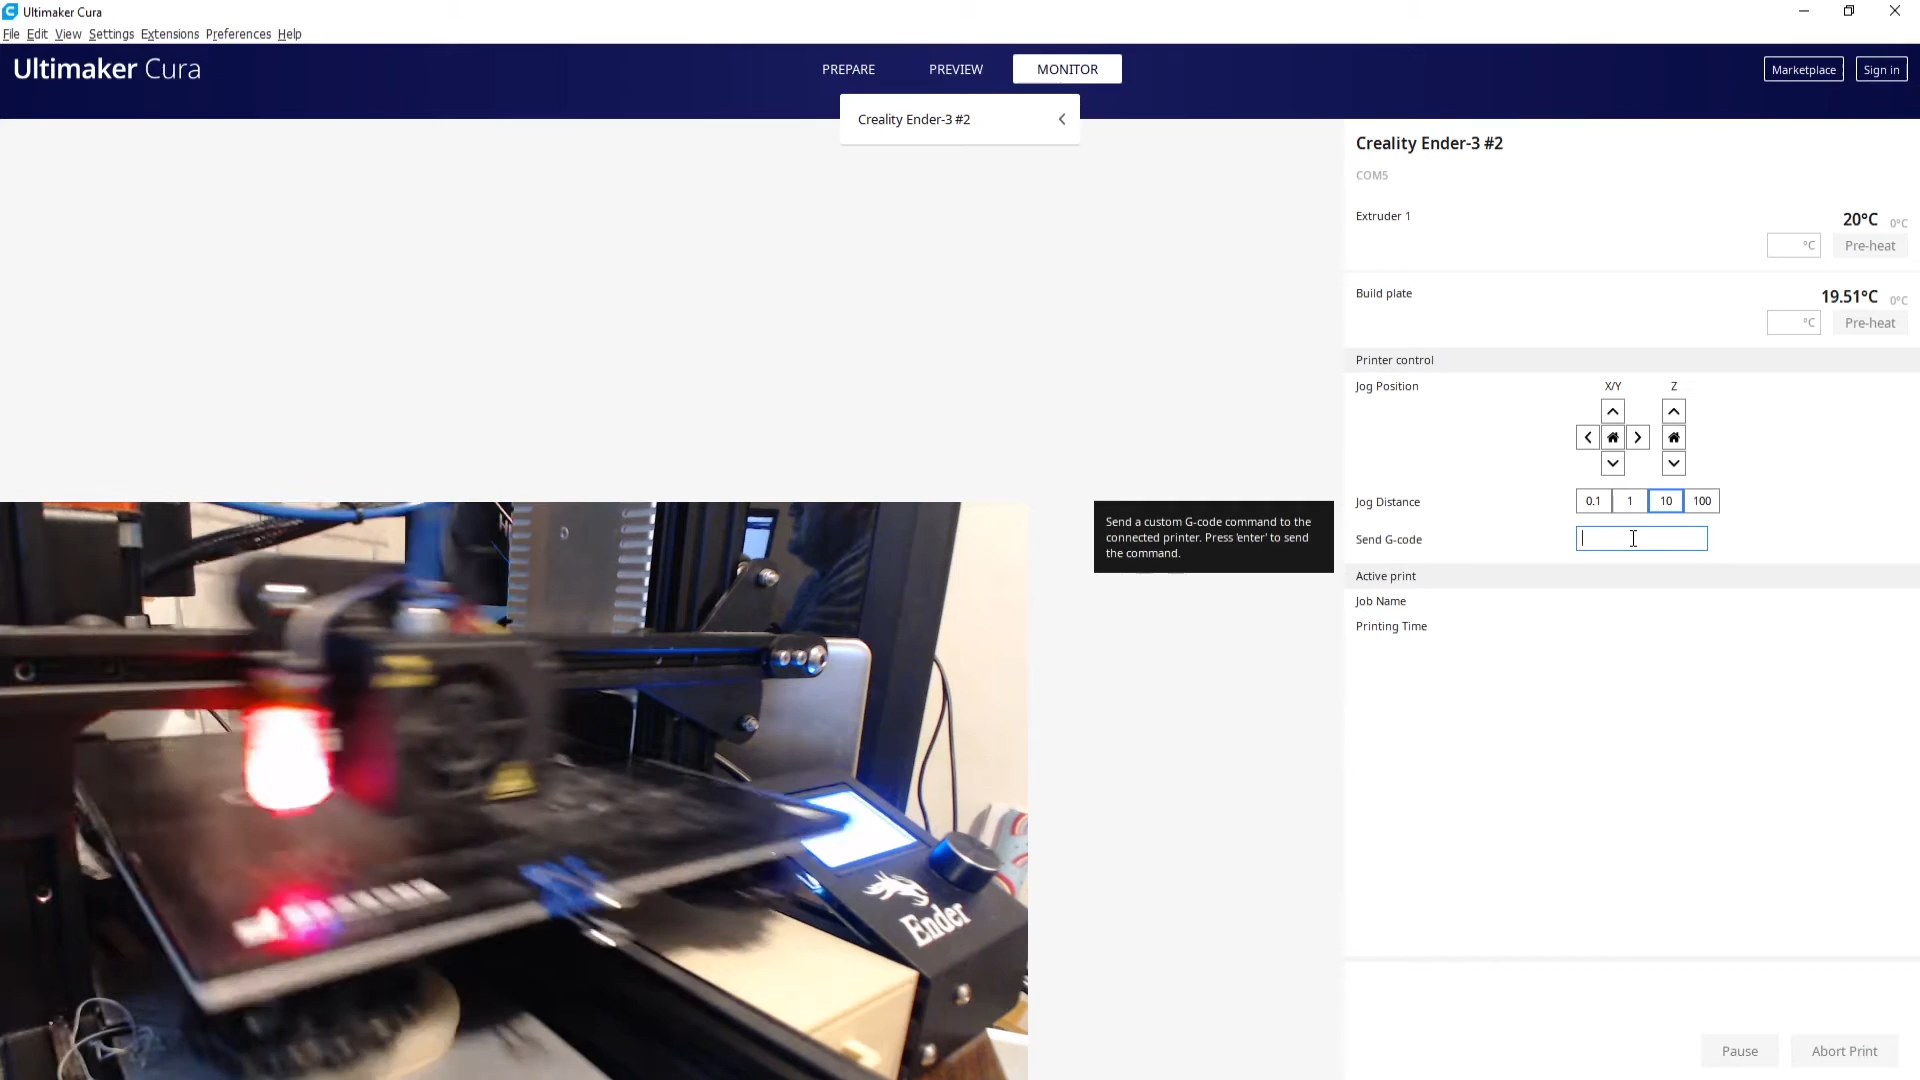 Ultimaker Cura
File Edit View Settings Extensions Preferences Help
Ultimaker Cura
PREPARE
PREVIEW
MONITOR
Marketplace
Sign in
Creality Ender-3 #2
Creality Ender-3 #2
COM5
Extruder 1
20°C 0°C
°C
Pre-heat
Build plate
19.51°C 0°C
°C
Pre-heat
Printer control
Jog Position
X/Y
Z
Jog Distance
0.1 1 10 100
Send a custom G-code command to the
connected printer. Press 'enter' to send
the command.
Send G-code
Active print
Job Name
Printing Time
Ender
Pause
Abort Print